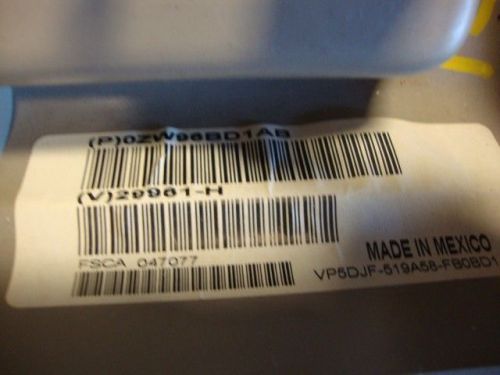 (P)0ZW96BD1AB
(V)29961-H
FSCA 047077
MADE IN MEXICO
VP5DJF-519A58-FB0BD1